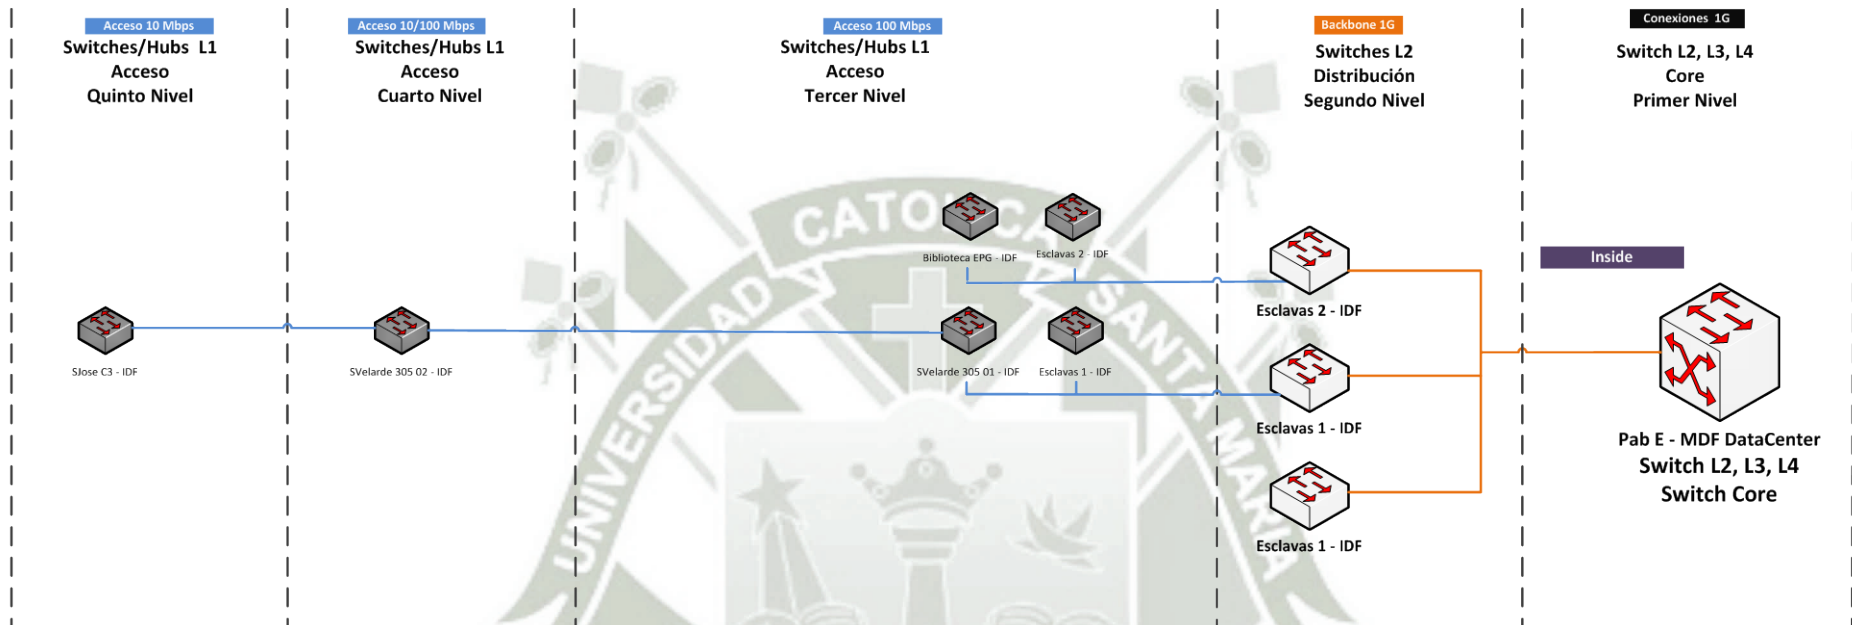 Acceso 10 Mbps
Switches/Hubs L1
Acceso
Quinto Nivel
Acceso 10/100 Mbps
Switches/Hubs L1
Acceso
Cuarto Nivel
Acceso 100 Mbps
Switches/Hubs L1
Acceso
Tercer Nivel
Backbone 1G
Switches L2
Distribución
Segundo Nivel
Conexiones 1G
Switch L2, L3, L4
Core
Primer Nivel
Biblioteca EPG - IDF
Esclavas 2 - IDF
Esclavas 2 - IDF
Inside
SJose C3 - IDF
SVelarde 305 02 - IDF
SVelarde 305 01 - IDF
Esclavas 1 - IDF
Esclavas 1 - IDF
Esclavas 1 - IDF
Pab E - MDF DataCenter
Switch L2, L3, L4
Switch Core
UNIVERSIDAD CATOLICA SANTA MARIA